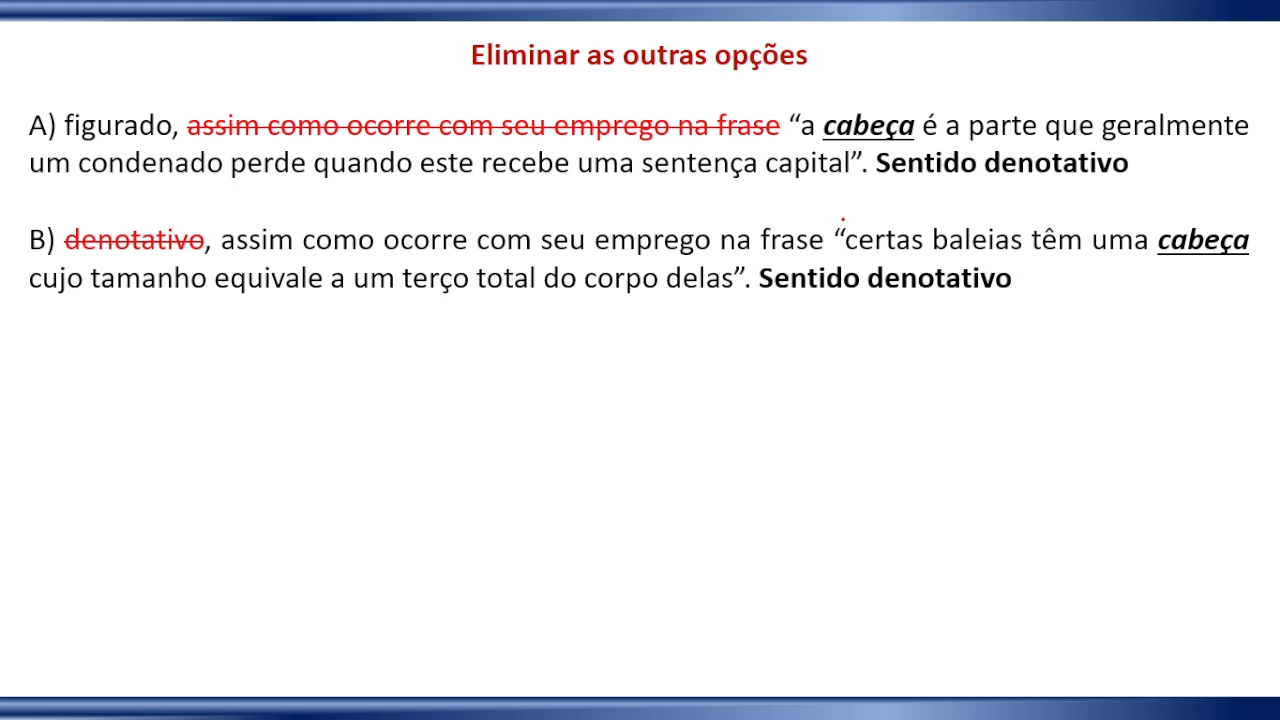 Eliminar as outras opções
A) figurado, assim como ocorre com seu emprego na frase “a cabeça é a parte que geralmente
um condenado perde quando este recebe uma sentença capital”. Sentido denotativo
B) denotativo, assim como ocorre com seu emprego na frase “certas baleias têm uma cabeça
cujo tamanho equivale a um terço total do corpo delas”. Sentido denotativo